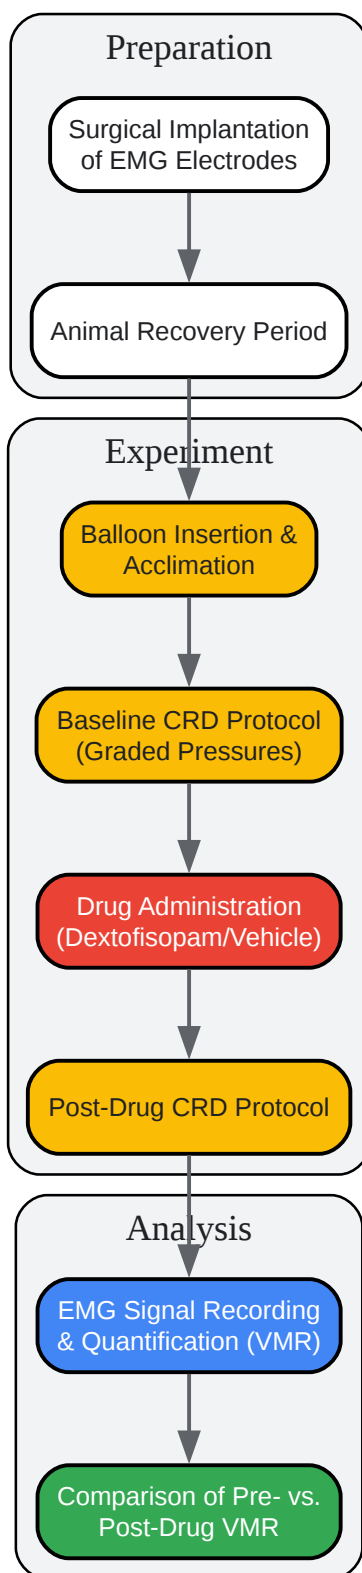 Preparation
Surgical Implantation
of EMG Electrodes
Animal Recovery Period
Experiment
Balloon Insertion &
Acclimation
Baseline CRD Protocol
(Graded Pressures)
Drug Administration
(Dextofisopam/Vehicle)
Post-Drug CRD Protocol
Analysis
EMG Signal Recording
& Quantification (VMR)
Comparison of Pre- vs.
Post-Drug VMR